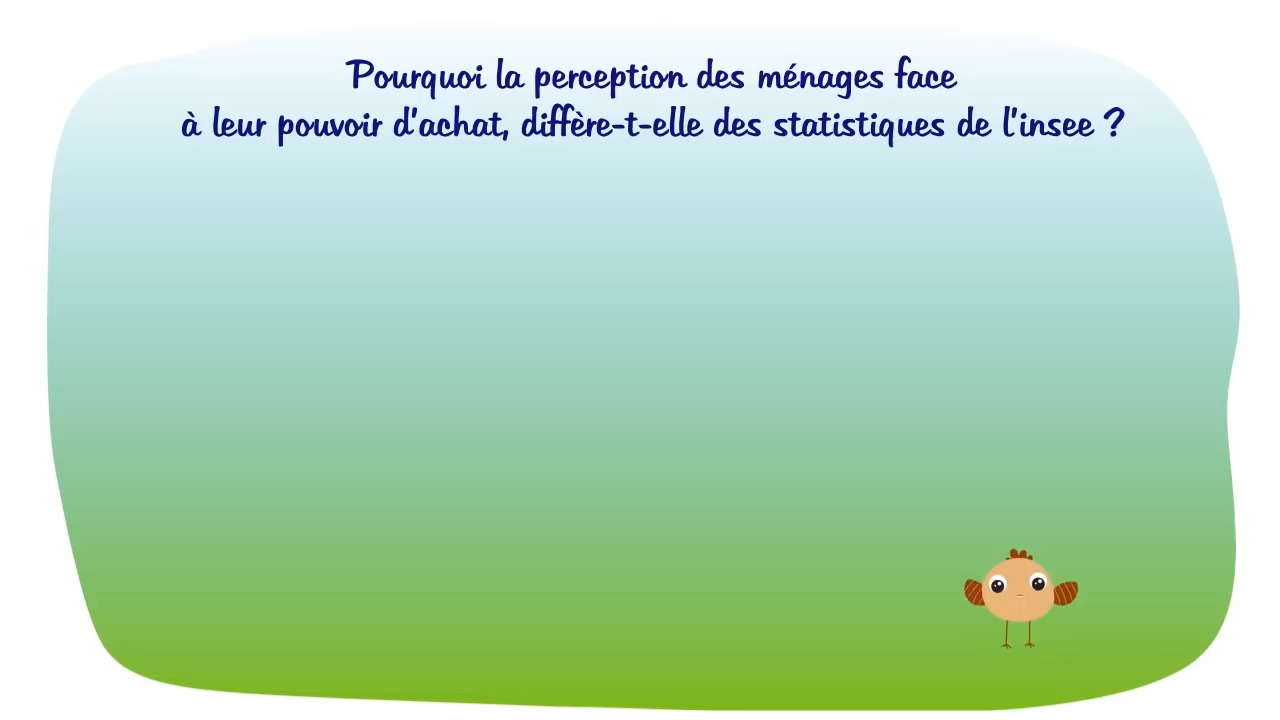 Pourquoi la perception des ménages face
à leur pouvoir d'achat, diffère-t-elle des statistiques de l'insee ?